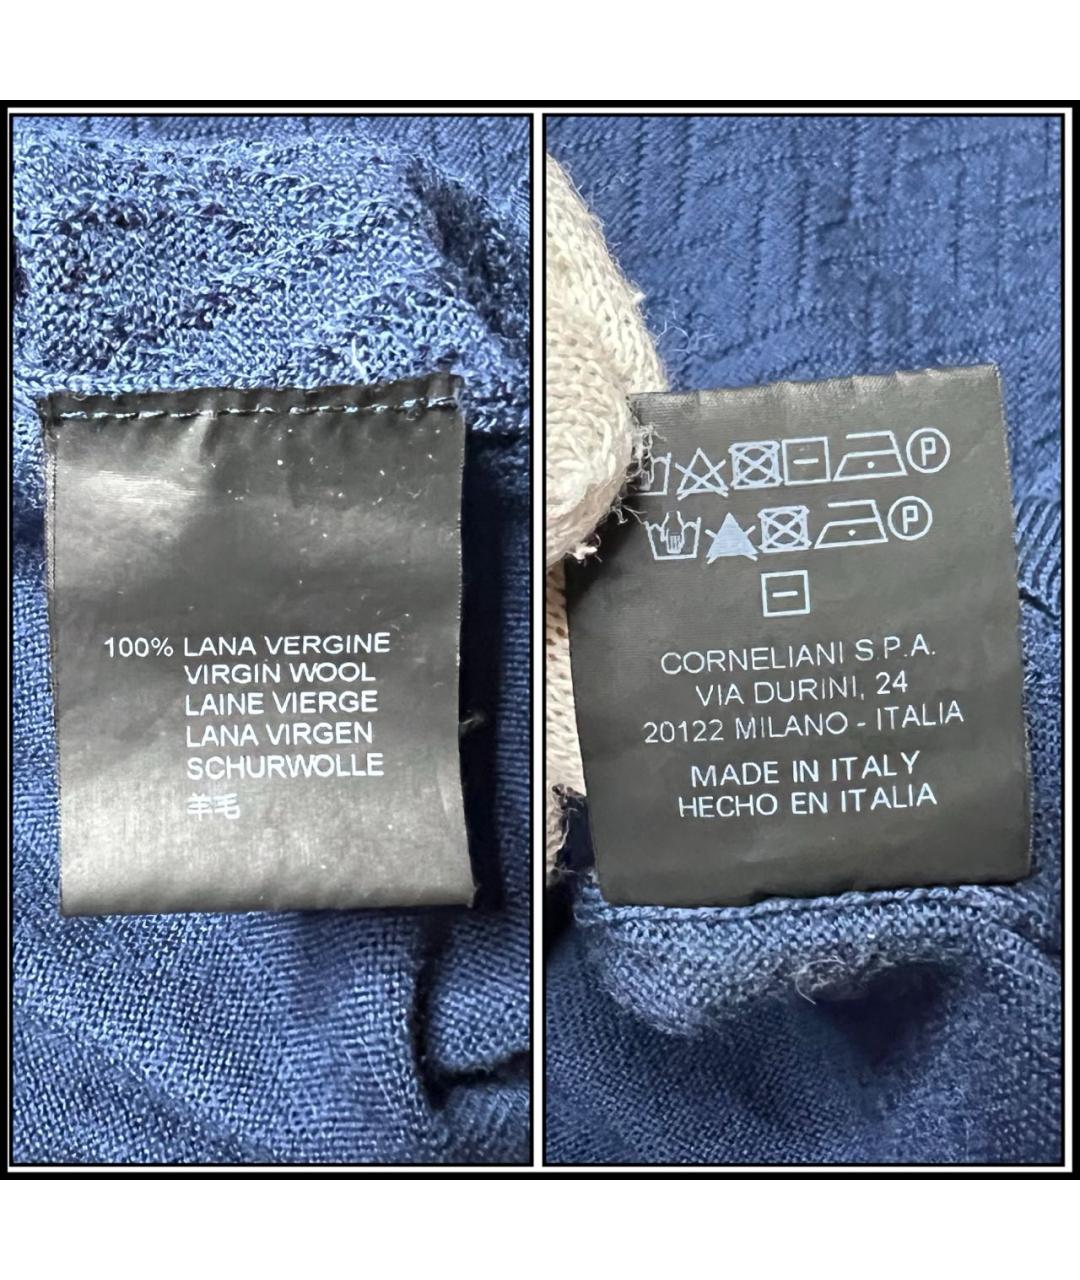 100% LANA VERGINE
VIRGIN WOOL
LAINE VIERGE
LANA VIRGEN
SCHURWOLLE
羊毛
P
P
CORNELIANI S.P.A.
VIA DURINI, 24
20122 MILANO - ITALIA
MADE IN ITALY
HECHO EN ITALIA